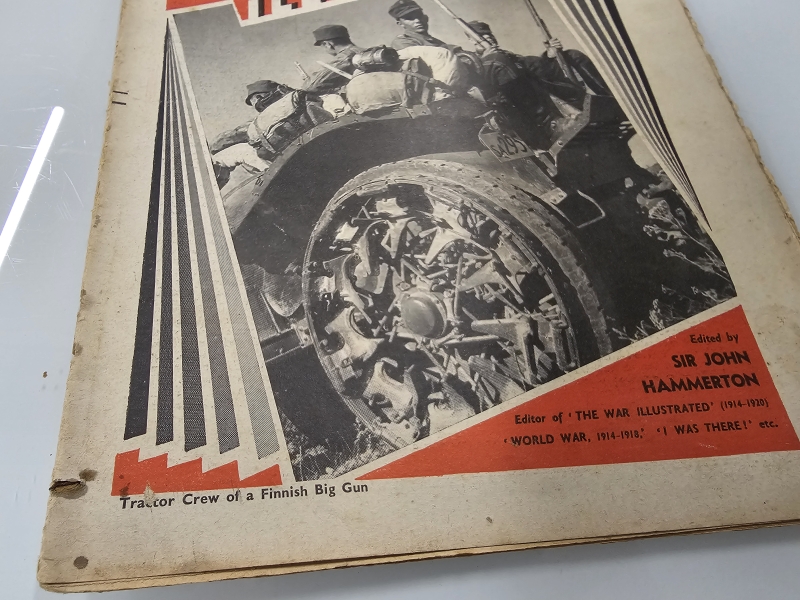 Edited by
SIR JOHN
HAMMERTON
Editor of 'THE WAR ILLUSTRATED' (1914–1920)
'WORLD WAR, 1914–1918,' 'I WAS THERE!' etc.
Tractor Crew of a Finnish Big Gun